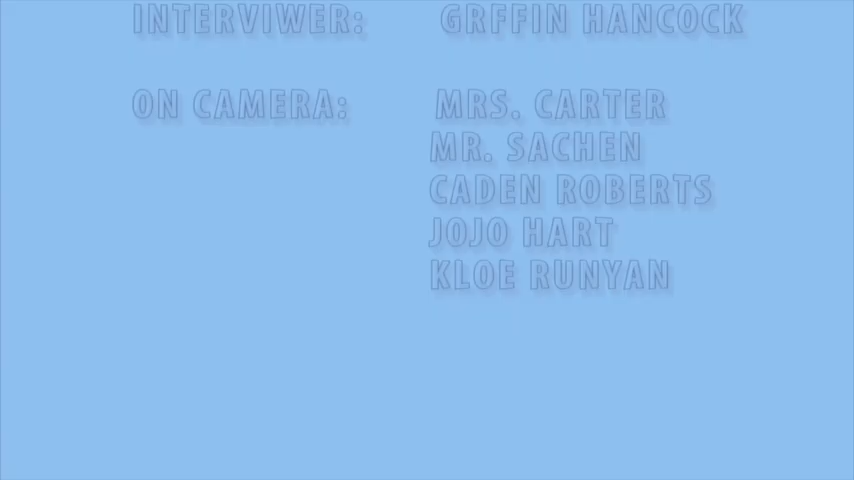 INTERVIWER: GRFFIN HANCOCK
ON CAMERA: MRS. CARTER
MR. SACHEN
CADEN ROBERTS
JOJO HART
KLOE RUNYAN